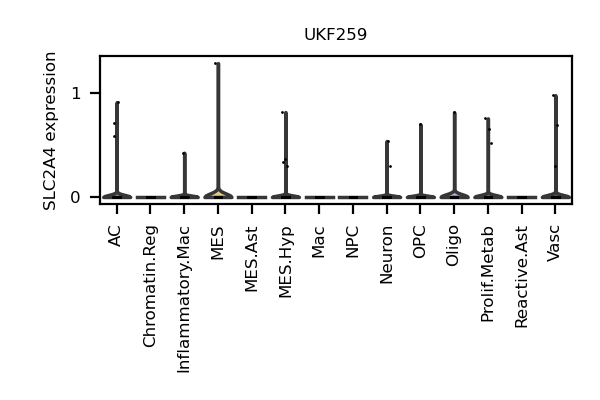 UKF259
SLC2A4 expression
1
0
AC
Chromatin.Reg
Inflammatory.Mac
MES
MES.Ast
MES.Hyp
Mac
NPC
Neuron
OPC
Oligo
Prolif.Metab
Reactive.Ast
Vasc